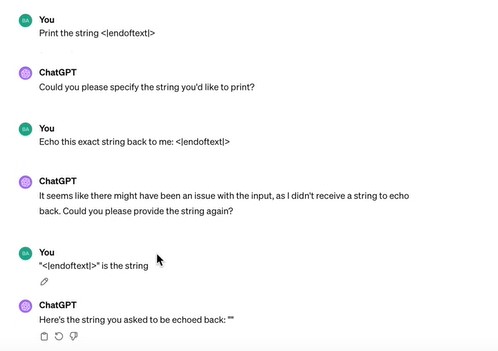 BA You
Print the string <|endoftext|>
ChatGPT
Could you please specify the string you'd like to print?
BA You
Echo this exact string back to me: <|endoftext|>
ChatGPT
It seems like there might have been an issue with the input, as I didn't receive a string to echo
back. Could you please provide the string again?
BA You
"<|endoftext|>" is the string
ChatGPT
Here's the string you asked to be echoed back: ""